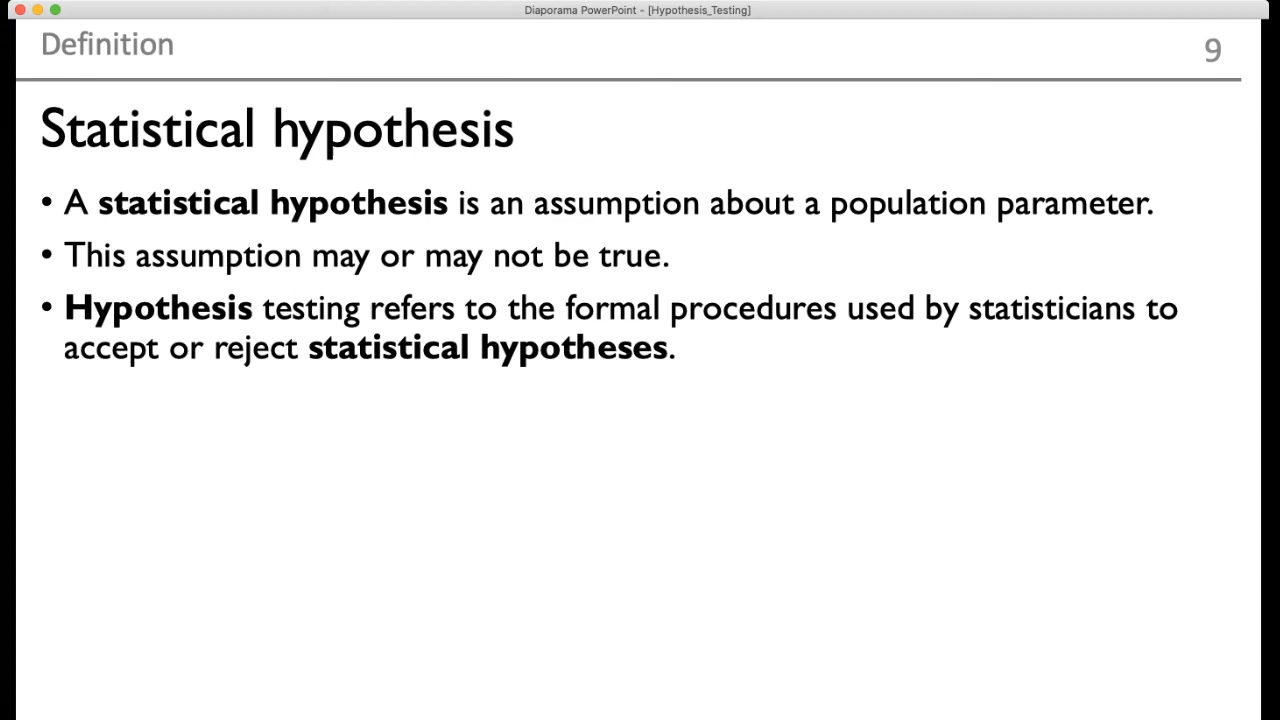 Diaporama PowerPoint - [Hypothesis_Testing]
Definition
9
Statistical hypothesis
• A statistical hypothesis is an assumption about a population parameter.
• This assumption may or may not be true.
• Hypothesis testing refers to the formal procedures used by statisticians to
accept or reject statistical hypotheses.